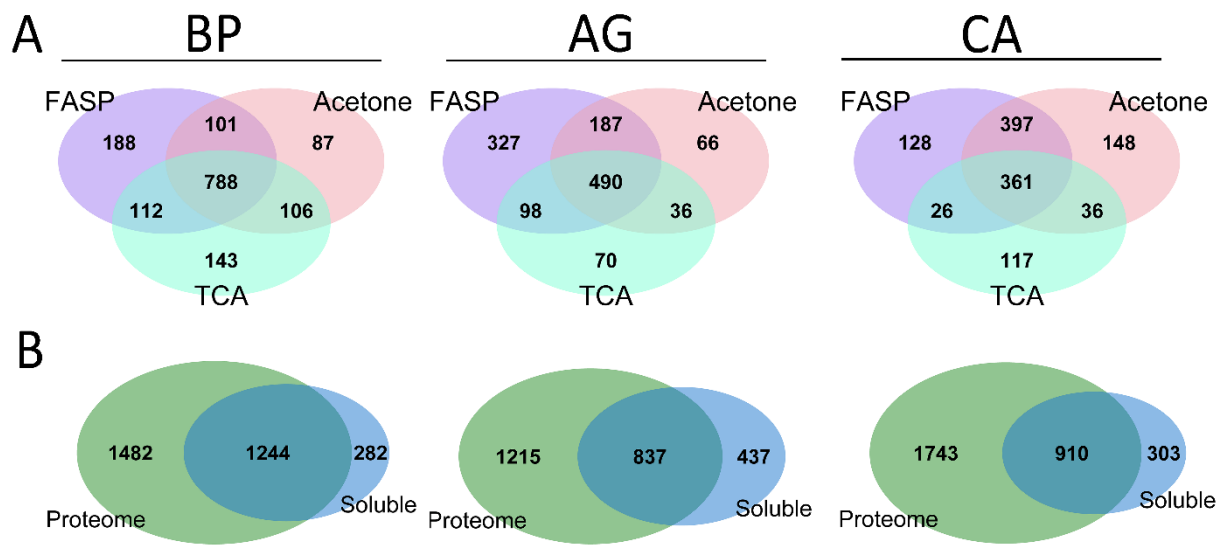 A BP AG CA
FASP Acetone FASP Acetone FASP Acetone
188 101 87 327 187 66 128 397 148
788 490 361
112 106 98 36 26 36
143 70 117
TCA TCA TCA
B
1482 1244 282 1215 837 437 1743 910 303
Proteome Soluble Proteome Soluble Proteome Soluble